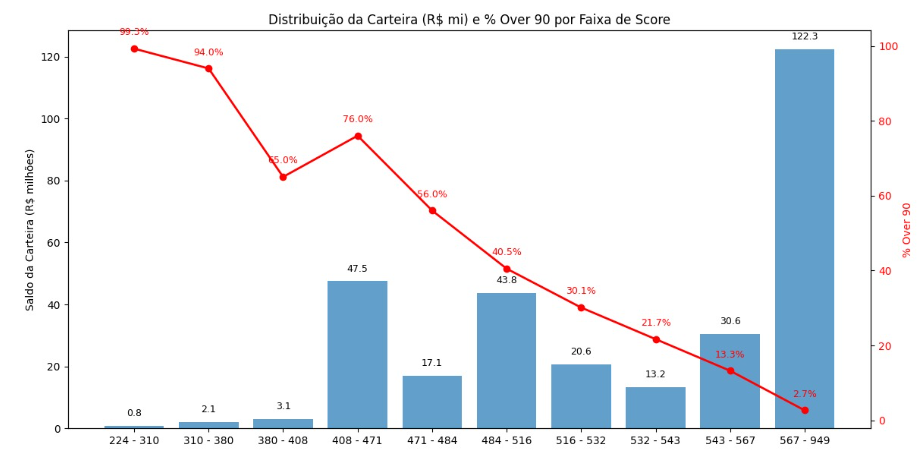 Distribuição da Carteira (R$ mi) e % Over 90 por Faixa de Score
Saldo da Carteira (R$ milhões)
120
100
80
60
40
20
0
99.3%
94.0%
65.0%
76.0%
56.0%
40.5%
30.1%
21.7%
13.3%
2.7%
0.8
2.1
3.1
47.5
17.1
43.8
20.6
13.2
30.6
122.3
224 - 310
310 - 380
380 - 408
408 - 471
471 - 484
484 - 516
516 - 532
532 - 543
543 - 567
567 - 949
100
80
60
40
20
0
% Over 90